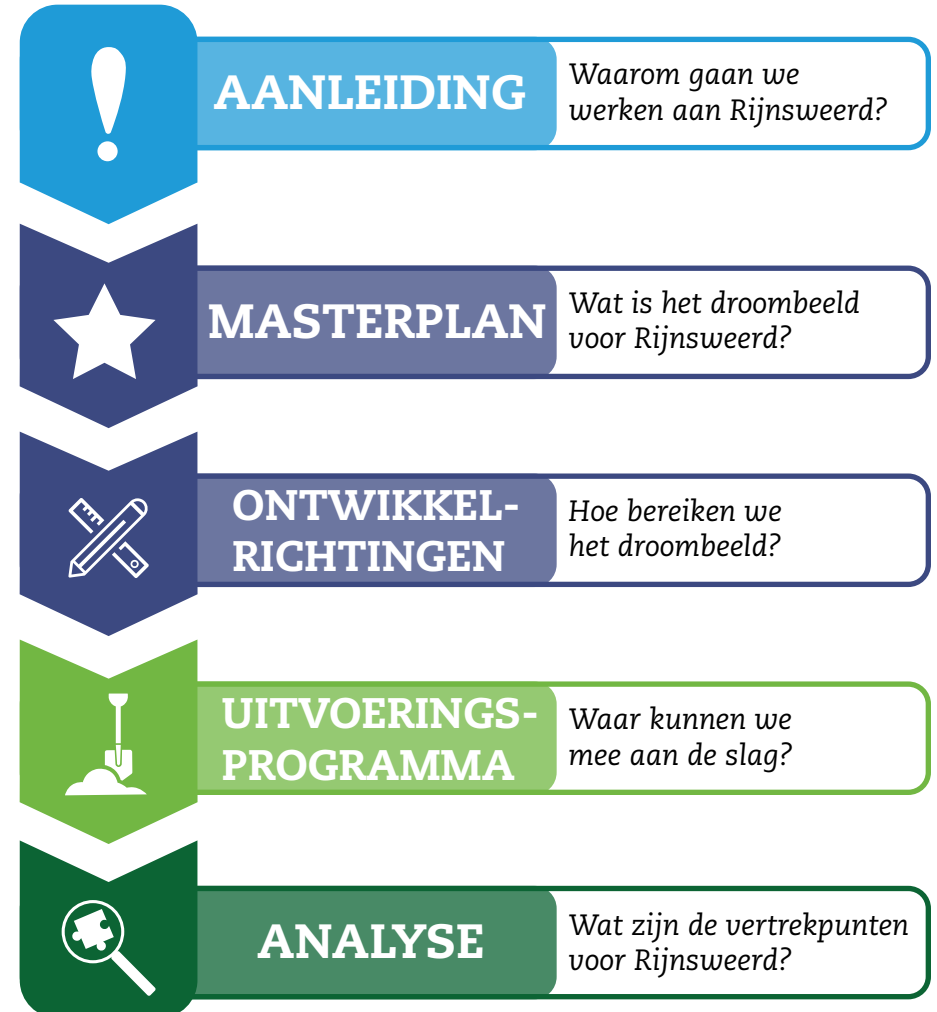 AANLEIDING
Waarom gaan we
werken aan Rijnsweerd?
MASTERPLAN
Wat is het droombeeld
voor Rijnsweerd?
ONTWIKKEL-
RICHTINGEN
Hoe bereiken we
het droombeeld?
UITVOERINGS-
PROGRAMMA
Waar kunnen we
mee aan de slag?
ANALYSE
Wat zijn de vertrekpunten
voor Rijnsweerd?